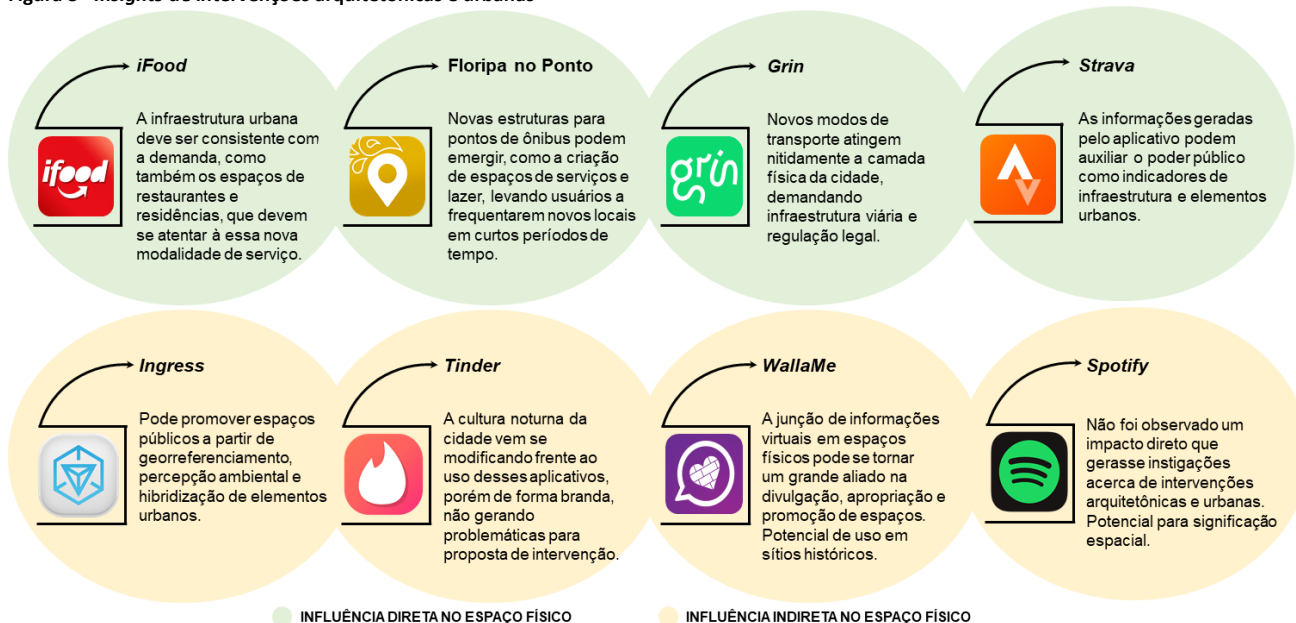 iFood
A infraestrutura urbana
deve ser consistente com
a demanda, como
também os espaços de
restaurantes e
residências, que devem
se atentar à essa nova
modalidade de serviço.
ifood
Floripa no Ponto
Novas estruturas para
pontos de ônibus podem
emergir, como a criação
de espaços de serviços e
lazer, levando usuários a
frequentarem novos locais
em curtos períodos de
tempo.
Grin
Novos modos de
transporte atingem
nitidamente a camada
física da cidade,
demandando
infraestrutura viária e
regulação legal.
grin
Strava
As informações geradas
pelo aplicativo podem
auxiliar o poder público
como indicadores de
infraestrutura e elementos
urbanos.
Ingress
Pode promover espaços
públicos a partir de
georreferenciamento,
percepção ambiental e
hibridização de elementos
urbanos.
Tinder
A cultura noturna da
cidade vem se
modificando frente ao
uso desses aplicativos,
porém de forma branda,
não gerando
problemáticas para
proposta de intervenção.
WallaMe
A junção de informações
virtuais em espaços
físicos pode se tornar
um grande aliado na
divulgação, apropriação e
promoção de espaços.
Potencial de uso em
sítios históricos.
Spotify
Não foi observado um
impacto direto que
gerasse instigações
acerca de intervenções
arquitetônicas e urbanas.
Potencial para significação
espacial.
INFLUÊNCIA DIRETA NO ESPAÇO FÍSICO
INFLUÊNCIA INDIRETA NO ESPAÇO FÍSICO